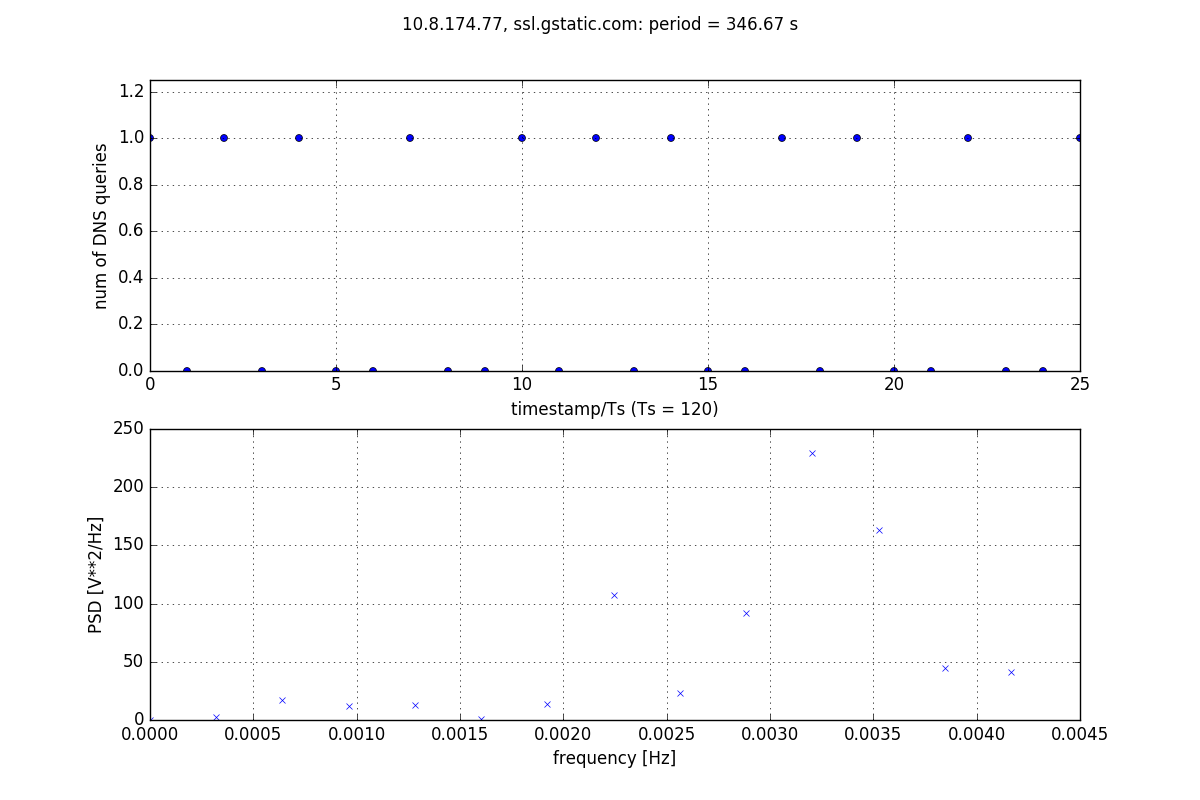 10.8.174.77, ssl.gstatic.com: period = 346.67 s
1.2
1.0
0.8
0.6
0.4
0.2
0.0
num of DNS queries
0 5 10 15 20 25
timestamp/Ts (Ts = 120)
250
200
150
100
50
0
PSD [V**2/Hz]
0.0000 0.0005 0.0010 0.0015 0.0020 0.0025 0.0030 0.0035 0.0040 0.0045
frequency [Hz]